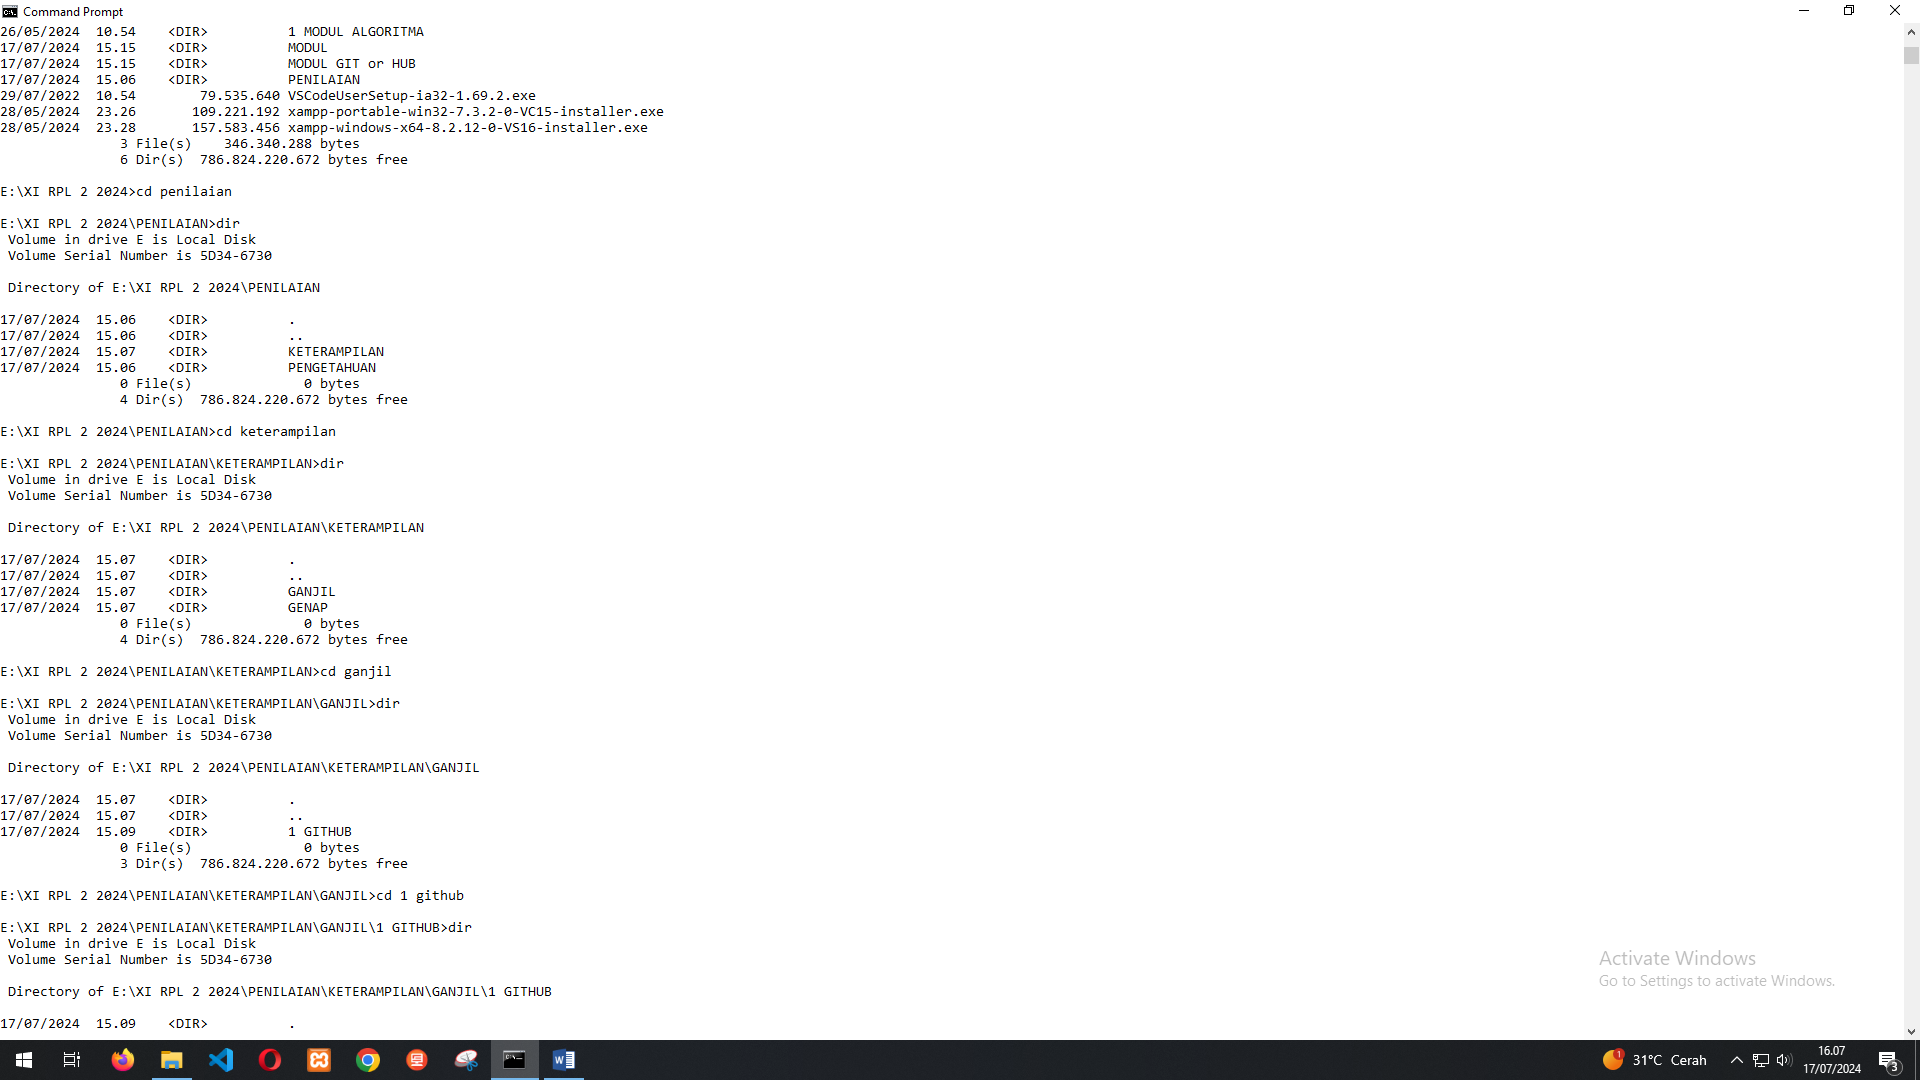 Command Prompt
26/05/2024  10.54    <DIR>          1 MODUL ALGORITMA
17/07/2024  15.15    <DIR>          MODUL
17/07/2024  15.15    <DIR>          MODUL GIT or HUB
17/07/2024  15.06    <DIR>          PENILAIAN
29/07/2022  10.54        79.535.640 VSCodeUserSetup-ia32-1.69.2.exe
28/05/2024  23.26       109.221.192 xampp-portable-win32-7.3.2-0-VC15-installer.exe
28/05/2024  23.28       157.583.456 xampp-windows-x64-8.2.12-0-VS16-installer.exe
               3 File(s)    346.340.288 bytes
               6 Dir(s)  786.824.220.672 bytes free

E:\XI RPL 2 2024>cd penilaian

E:\XI RPL 2 2024\PENILAIAN>dir
 Volume in drive E is Local Disk
 Volume Serial Number is 5D34-6730

 Directory of E:\XI RPL 2 2024\PENILAIAN

17/07/2024  15.06    <DIR>          .
17/07/2024  15.06    <DIR>          ..
17/07/2024  15.07    <DIR>          KETERAMPILAN
17/07/2024  15.06    <DIR>          PENGETAHUAN
               0 File(s)              0 bytes
               4 Dir(s)  786.824.220.672 bytes free

E:\XI RPL 2 2024\PENILAIAN>cd keterampilan

E:\XI RPL 2 2024\PENILAIAN\KETERAMPILAN>dir
 Volume in drive E is Local Disk
 Volume Serial Number is 5D34-6730

 Directory of E:\XI RPL 2 2024\PENILAIAN\KETERAMPILAN

17/07/2024  15.07    <DIR>          .
17/07/2024  15.07    <DIR>          ..
17/07/2024  15.07    <DIR>          GANJIL
17/07/2024  15.07    <DIR>          GENAP
               0 File(s)              0 bytes
               4 Dir(s)  786.824.220.672 bytes free

E:\XI RPL 2 2024\PENILAIAN\KETERAMPILAN>cd ganjil

E:\XI RPL 2 2024\PENILAIAN\KETERAMPILAN\GANJIL>dir
 Volume in drive E is Local Disk
 Volume Serial Number is 5D34-6730

 Directory of E:\XI RPL 2 2024\PENILAIAN\KETERAMPILAN\GANJIL

17/07/2024  15.07    <DIR>          .
17/07/2024  15.07    <DIR>          ..
17/07/2024  15.09    <DIR>          1 GITHUB
               0 File(s)              0 bytes
               3 Dir(s)  786.824.220.672 bytes free

E:\XI RPL 2 2024\PENILAIAN\KETERAMPILAN\GANJIL>cd 1 github

E:\XI RPL 2 2024\PENILAIAN\KETERAMPILAN\GANJIL\1 GITHUB>dir
 Volume in drive E is Local Disk
 Volume Serial Number is 5D34-6730

 Directory of E:\XI RPL 2 2024\PENILAIAN\KETERAMPILAN\GANJIL\1 GITHUB

17/07/2024  15.09    <DIR>          .
Activate Windows
Go to Settings to activate Windows.
1
31°C  Cerah
16.07
17/07/2024
3